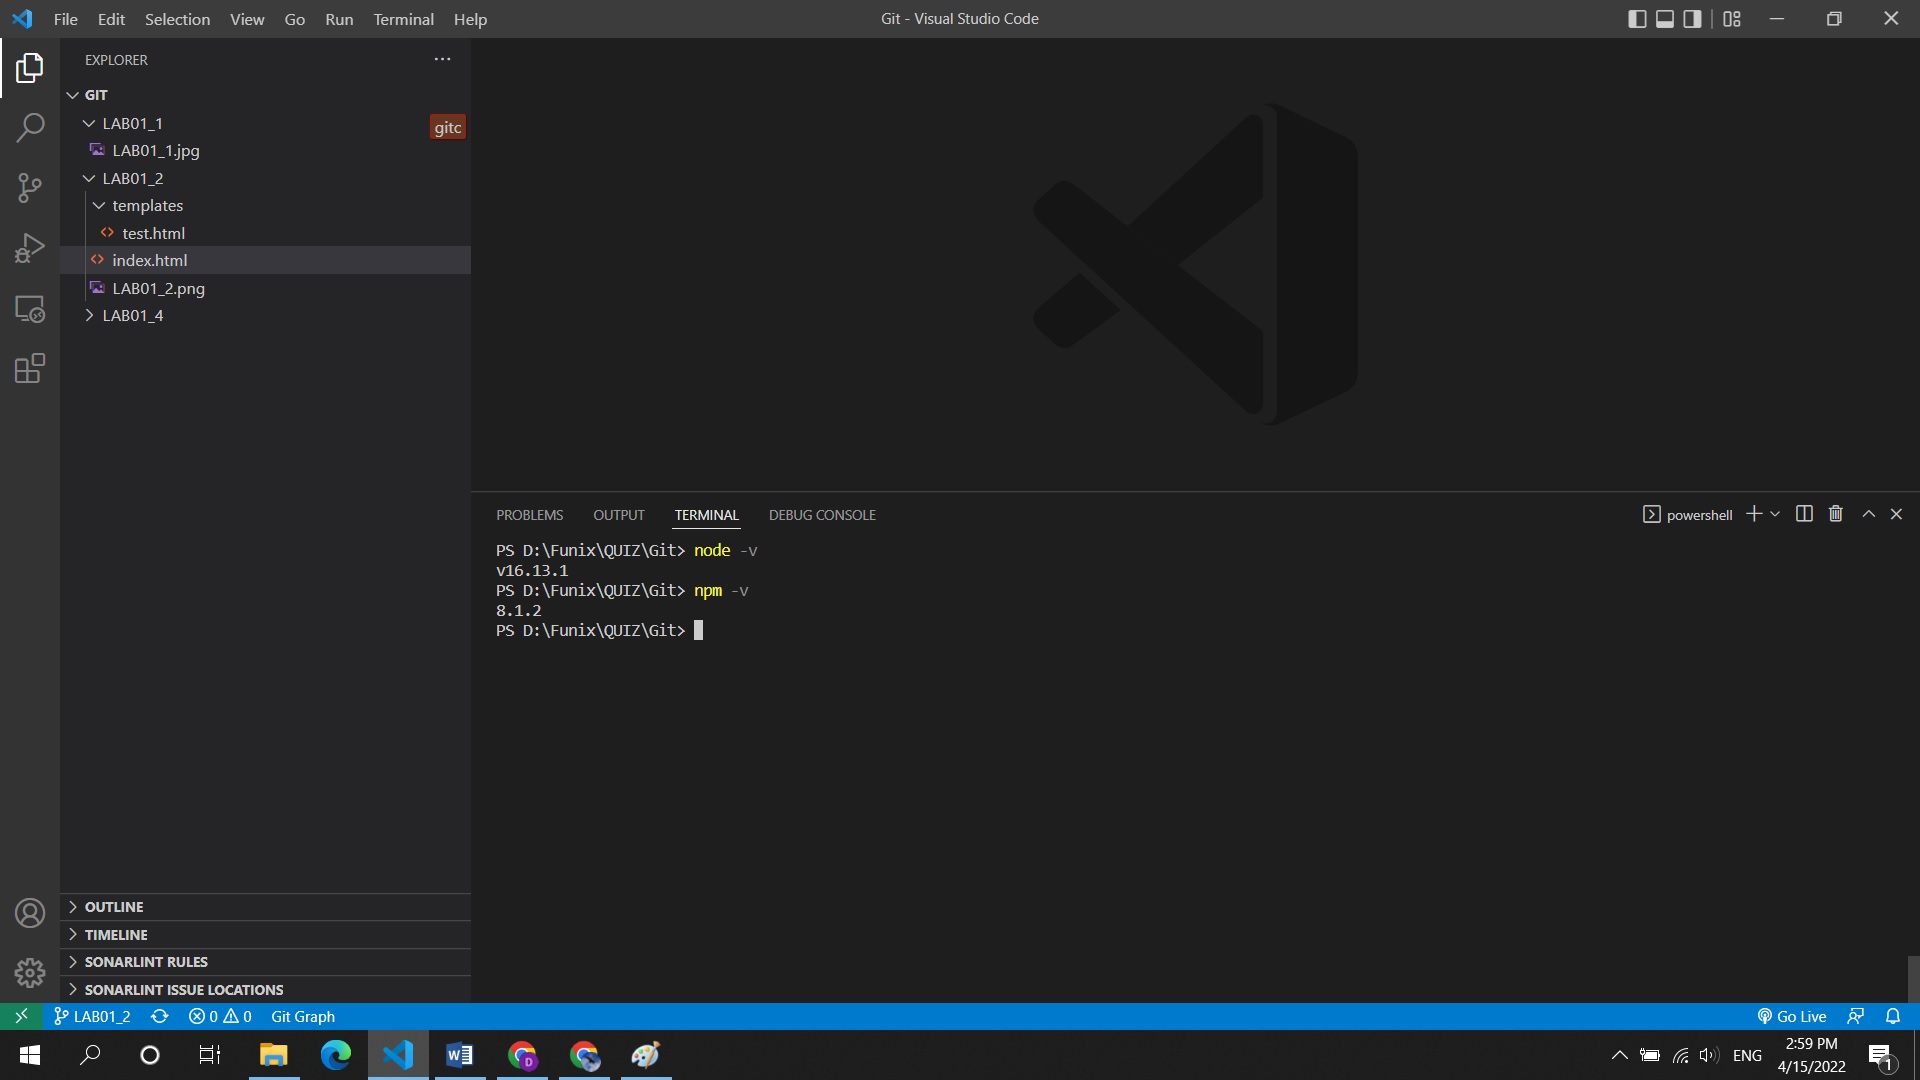 File Edit Selection View Go Run Terminal Help
Git - Visual Studio Code
EXPLORER
GIT
LAB01_1
gitc
LAB01_1.jpg
LAB01_2
templates
test.html
index.html
LAB01_2.png
LAB01_4
PROBLEMS OUTPUT TERMINAL DEBUG CONSOLE
powershell
PS D:\Funix\QUIZ\Git> node -v
v16.13.1
PS D:\Funix\QUIZ\Git> npm -v
8.1.2
PS D:\Funix\QUIZ\Git>
OUTLINE
TIMELINE
SONARLINT RULES
SONARLINT ISSUE LOCATIONS
LAB01_2 0 0 Git Graph
Go Live
W
D
ENG
2:59 PM
4/15/2022
1